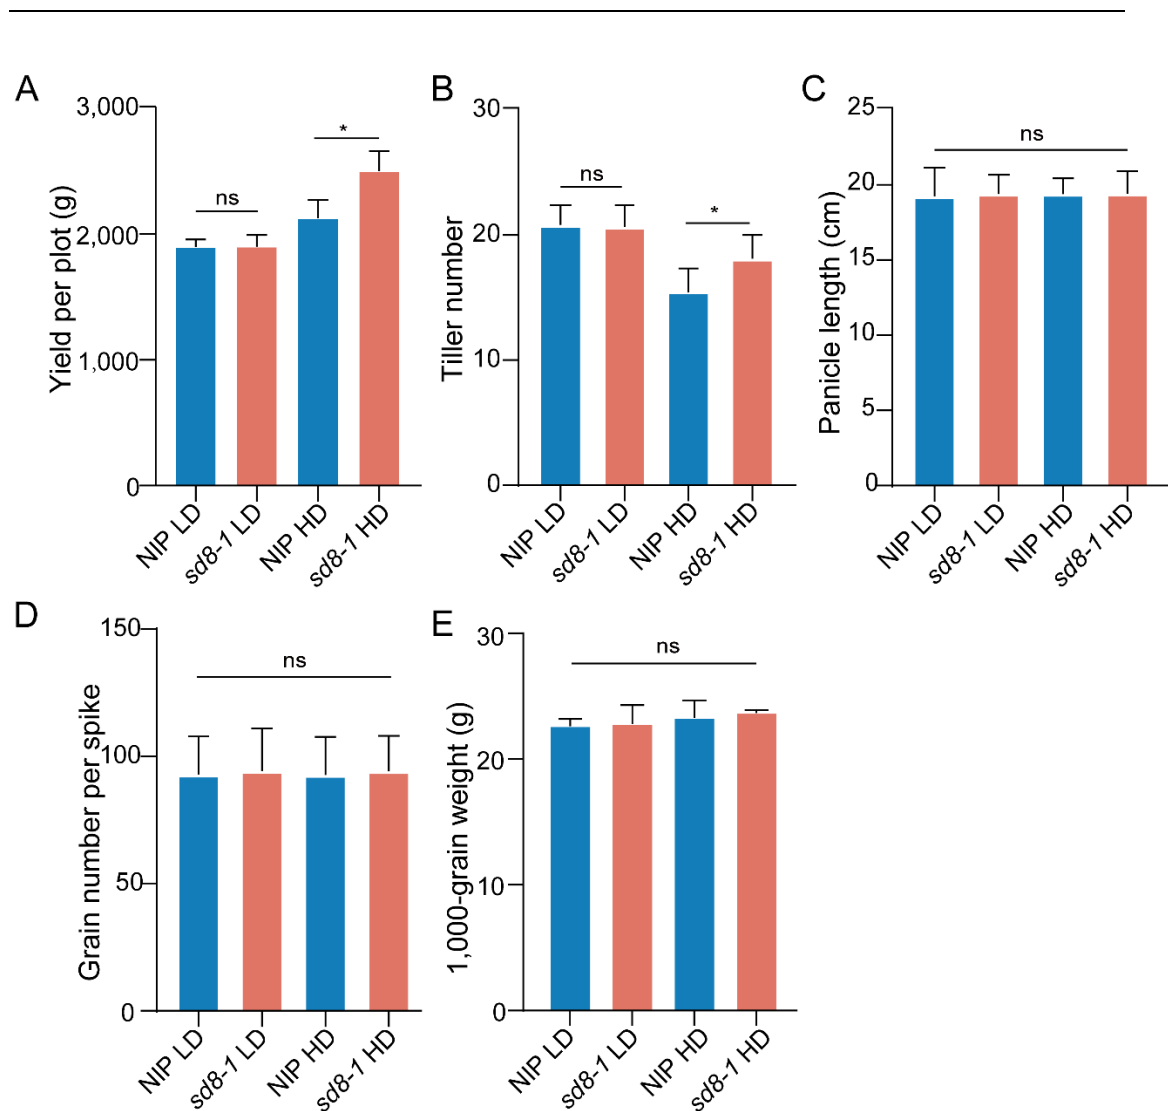 A
Yield per plot (g)
3,000
2,000
1,000
0
ns
*
NIP LD
sd8-1 LD
NIP HD
sd8-1 HD
B
Tiller number
30
20
10
0
ns
*
NIP LD
sd8-1 LD
NIP HD
sd8-1 HD
C
Panicle length (cm)
25
20
15
10
5
0
ns
NIP LD
sd8-1 LD
NIP HD
sd8-1 HD
D
Grain number per spike
150
100
50
0
ns
NIP LD
sd8-1 LD
NIP HD
sd8-1 HD
E
1,000-grain weight (g)
30
20
10
0
ns
NIP LD
sd8-1 LD
NIP HD
sd8-1 HD